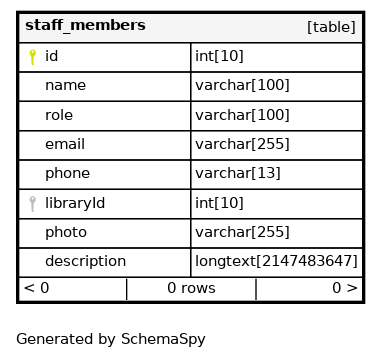 staff_members [table]
id int[10]
name varchar[100]
role varchar[100]
email varchar[255]
phone varchar[13]
libraryId int[10]
photo varchar[255]
description longtext[2147483647]
< 0 0 rows 0 >
Generated by SchemaSpy